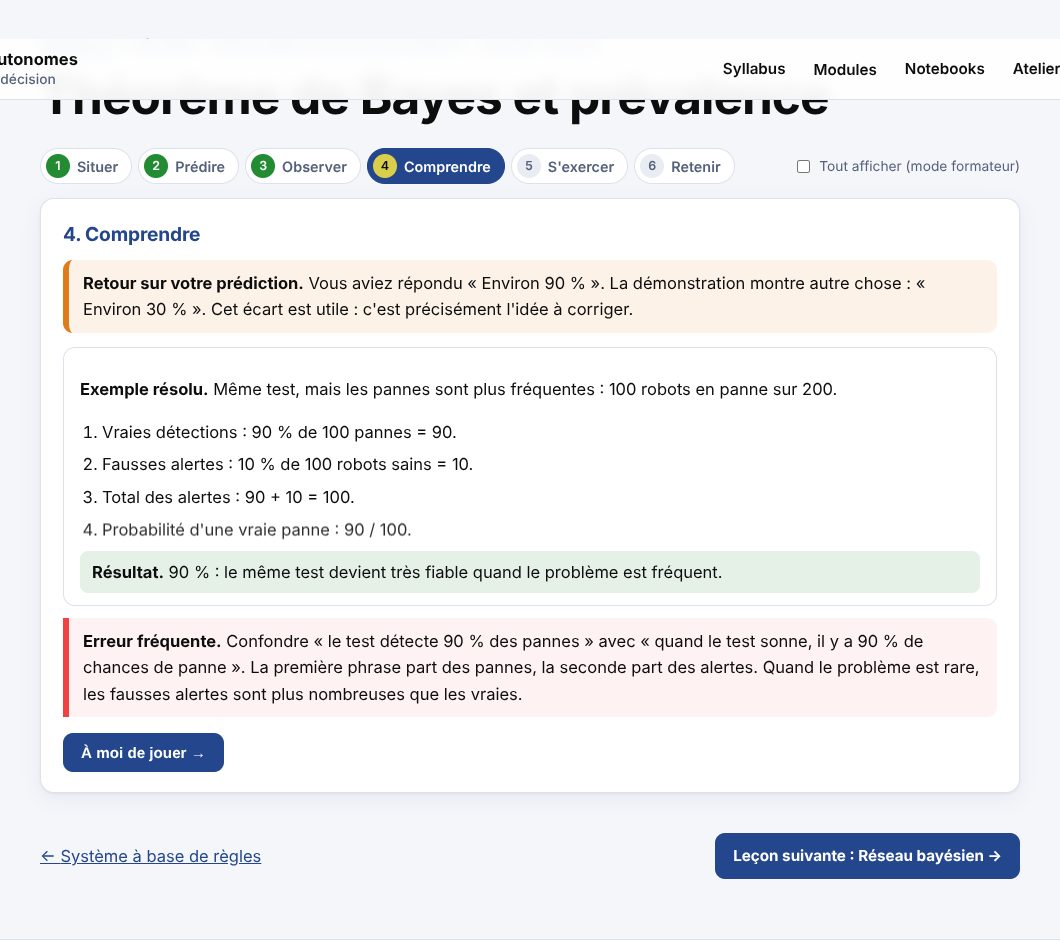 utonomes
décision
Syllabus
Modules
Notebooks
Atelier
Théorème de Bayes et prévalence
1 Situer
2 Prédire
3 Observer
4 Comprendre
5 S'exercer
6 Retenir
Tout afficher (mode formateur)
4. Comprendre
Retour sur votre prédiction. Vous aviez répondu « Environ 90 % ». La démonstration montre autre chose : «
Environ 30 % ». Cet écart est utile : c'est précisément l'idée à corriger.
Exemple résolu. Même test, mais les pannes sont plus fréquentes : 100 robots en panne sur 200.
1. Vraies détections : 90 % de 100 pannes = 90.
2. Fausses alertes : 10 % de 100 robots sains = 10.
3. Total des alertes : 90 + 10 = 100.
4. Probabilité d'une vraie panne : 90 / 100.
Résultat. 90 % : le même test devient très fiable quand le problème est fréquent.
Erreur fréquente. Confondre « le test détecte 90 % des pannes » avec « quand le test sonne, il y a 90 % de
chances de panne ». La première phrase part des pannes, la seconde part des alertes. Quand le problème est rare,
les fausses alertes sont plus nombreuses que les vraies.
À moi de jouer →
← Système à base de règles
Leçon suivante : Réseau bayésien →